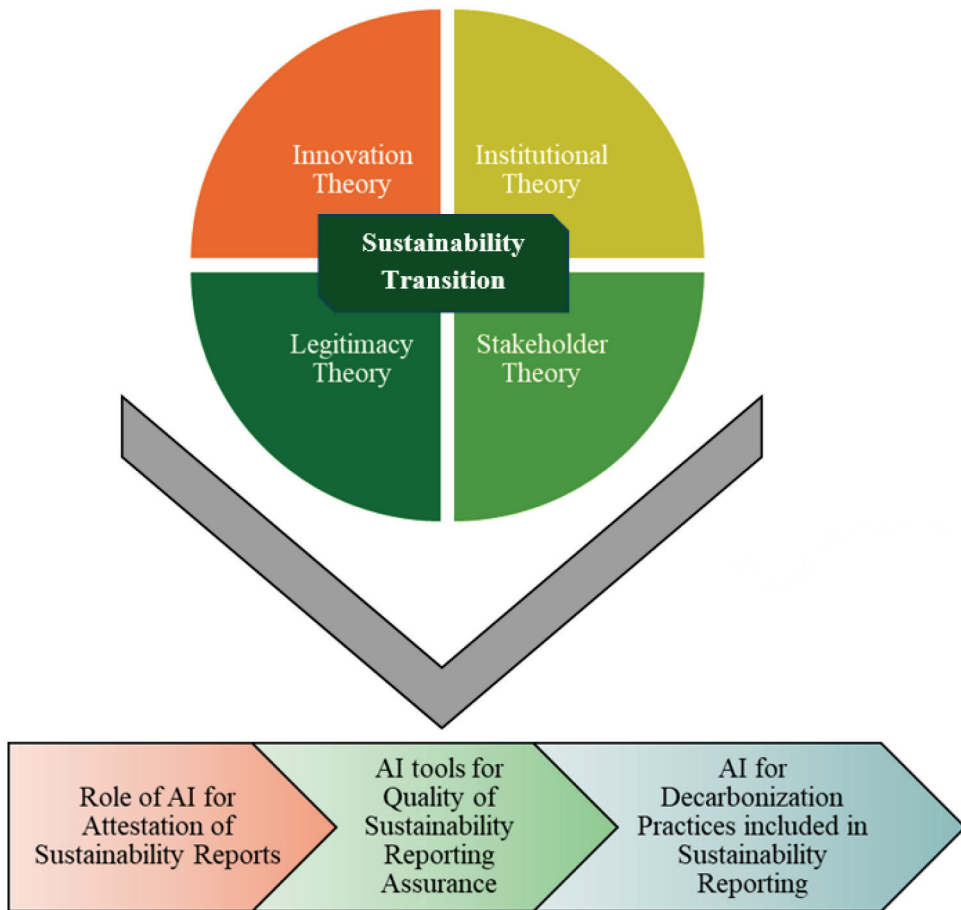 Innovation
Theory
Institutional
Theory
Sustainability
Transition
Legitimacy
Theory
Stakeholder
Theory
Role of AI for
Attestation of
Sustainability Reports
AI tools for
Quality of
Sustainability
Reporting
Assurance
AI for
Decarbonization
Practices included in
Sustainability
Reporting